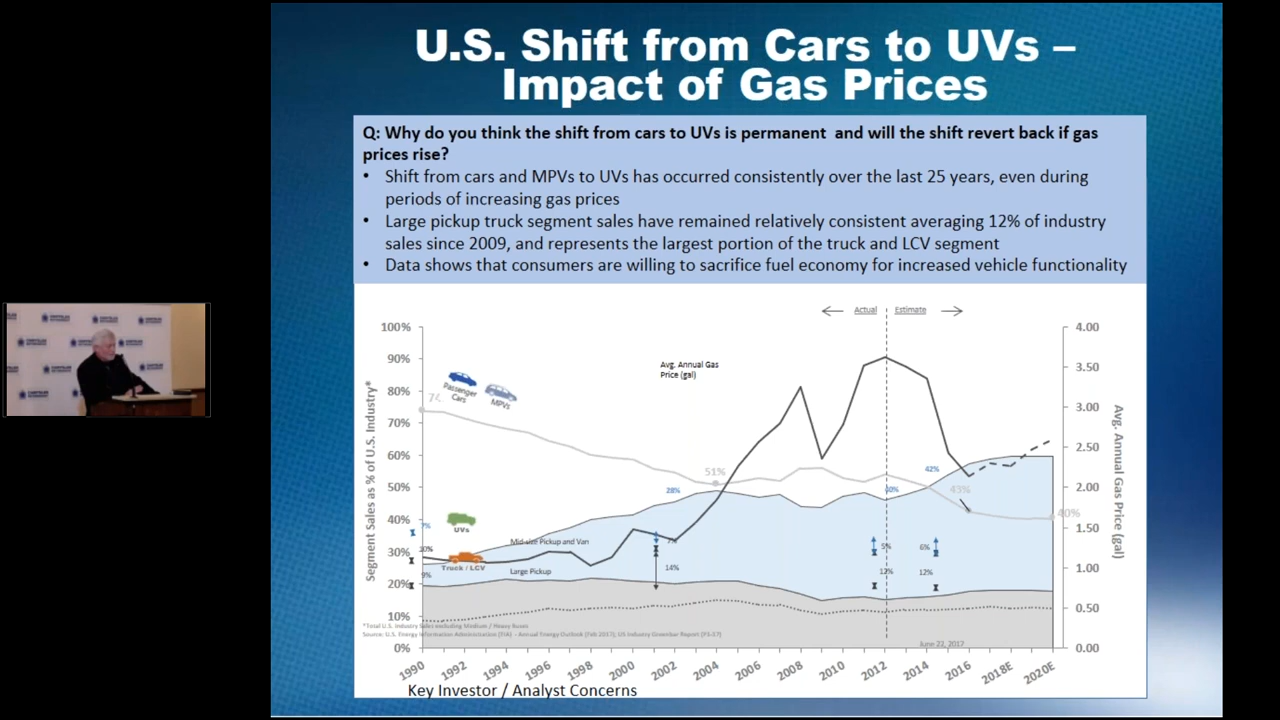 U.S. Shift from Cars to UVs –
Impact of Gas Prices
Q: Why do you think the shift from cars to UVs is permanent and will the shift revert back if gas
prices rise?
• Shift from cars and MPVs to UVs has occurred consistently over the last 25 years, even during
periods of increasing gas prices
• Large pickup truck segment sales have remained relatively consistent averaging 12% of industry
sales since 2009, and represents the largest portion of the truck and LCV segment
• Data shows that consumers are willing to sacrifice fuel economy for increased vehicle functionality
Actual Estimate
Segment Sales as % of U.S. Industry*
100%
90%
80%
70%
60%
50%
40%
30%
20%
10%
0%
Avg. Annual Gas
Price (gal)
Passenger
Cars
MPVs
51%
28%
42%
40%
45%
40%
7%
UVs
Mid-size Pickup and Van
10%
7%
5%
6%
Truck / LCV
Large Pickup
9%
14%
12%
12%
4.00
3.50
3.00
2.50
2.00
1.50
1.00
0.50
0.00
Avg. Annual Gas Price (gal)
*Total U.S. Industry Sales excluding Medium / Heavy Buses
Source: U.S. Energy Information Administration (EIA) - Annual Energy Outlook (Feb 2017);
June 22, 2017
1990 1992 1994 1996 1998 2000 2002 2004 2006 2008 2010 2012 2014 2016 2018E 2020E
Key Investor / Analyst Concerns